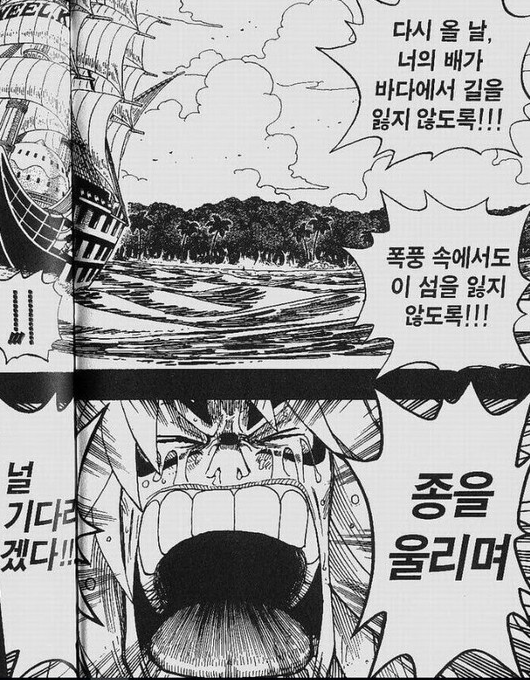 다시 올 날,
너의 배가
바다에서 길을
잃지 않도록!!!
폭풍 속에서도
이 섬을 잃지
않도록!!!
종을
울리며
널
기다리
겠다!!